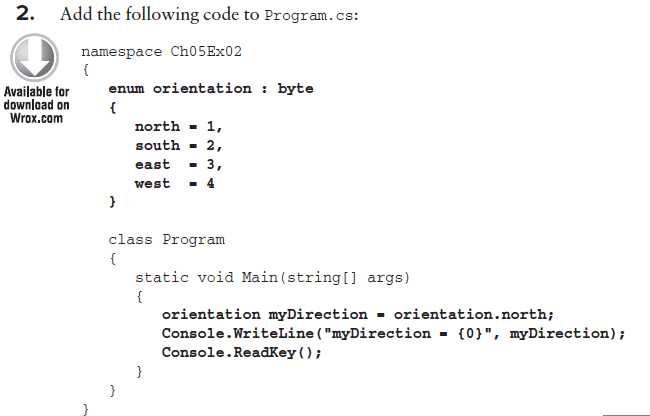 2. Add the following code to Program.cs:
Available for
download on
Wrox.com
namespace Ch05Ex02
{
   enum orientation : byte
   {
      north = 1,
      south = 2,
      east  = 3,
      west  = 4
   }

   class Program
   {
      static void Main(string[] args)
      {
         orientation myDirection = orientation.north;
         Console.WriteLine("myDirection = {0}", myDirection);
         Console.ReadKey();
      }
   }
}